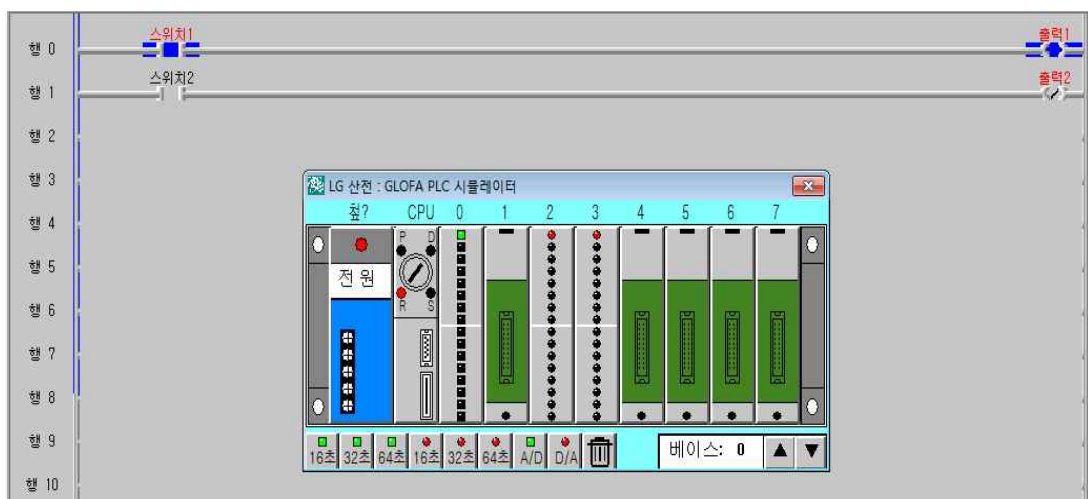 스위치1 출력1
행 0
스위치2 출력2
행 1
행 2
행 3
LG 산전 : GLOFA PLC 시뮬레이터
첲? CPU 0 1 2 3 4 5 6 7
행 4
P D
전 원
행 5
R S
행 6
행 7
행 8
행 9
16초 32초 64초 16초 32초 64초 A/D D/A 베이스: 0
행 10